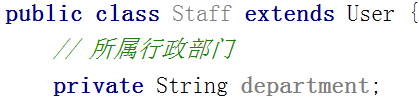 public class Staff extends User {
// 所属行政部门
private String department;